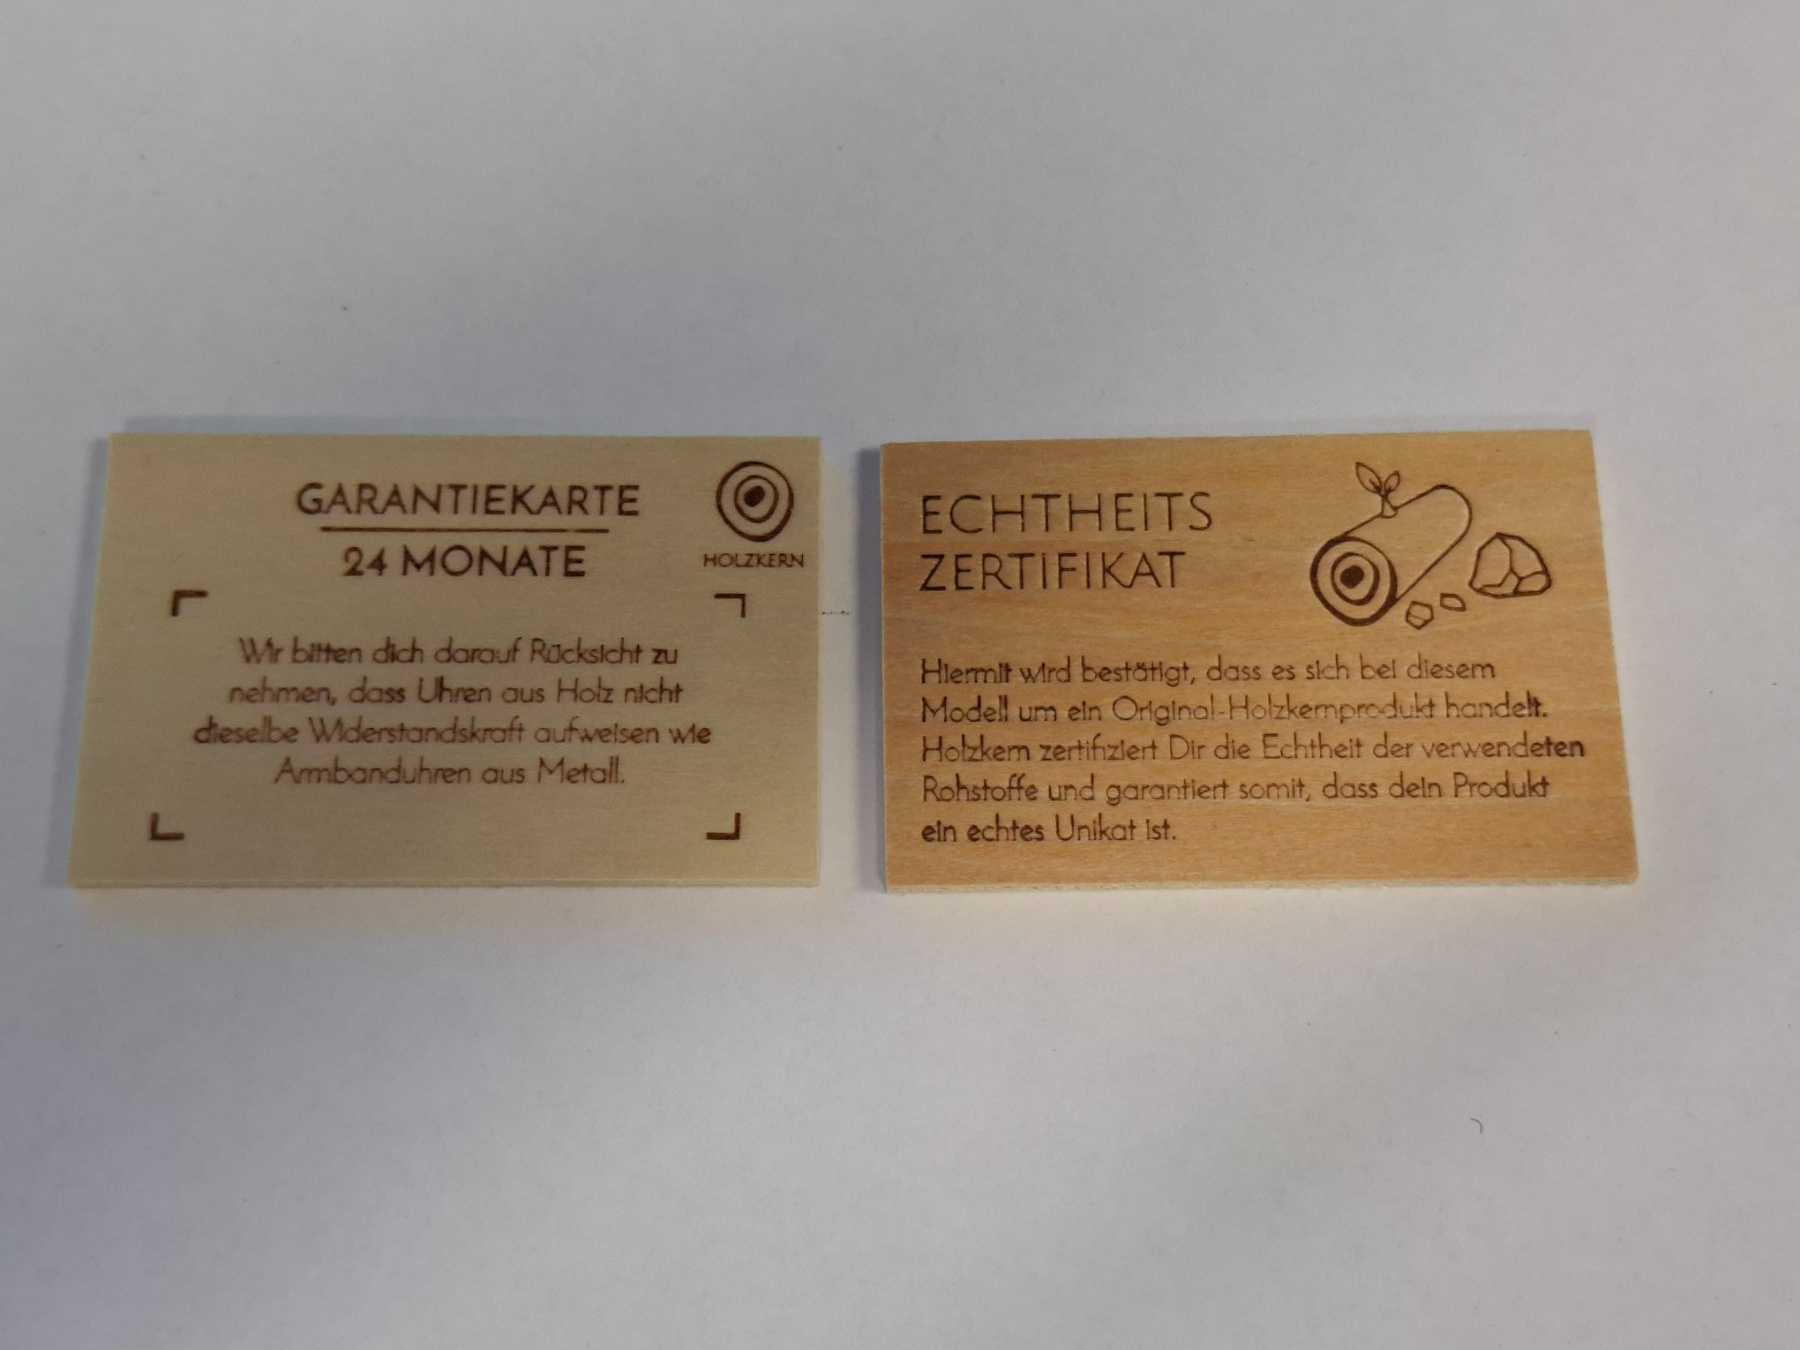 GARANTIEKARTE
24 MONATE
HOLZKERN
Wir bitten dich darauf Rücksicht zu
nehmen, dass Uhren aus Holz nicht
dieselbe Widerstandskraft aufweisen wie
Armbanduhren aus Metall.
ECHTHEITS
ZERTIFIKAT
Hiermit wird bestätigt, dass es sich bei diesem
Modell um ein Original-Holzkernprodukt handelt.
Holzkern zertifiziert Dir die Echtheit der verwendeten
Rohstoffe und garantiert somit, dass dein Produkt
ein echtes Unikat ist.